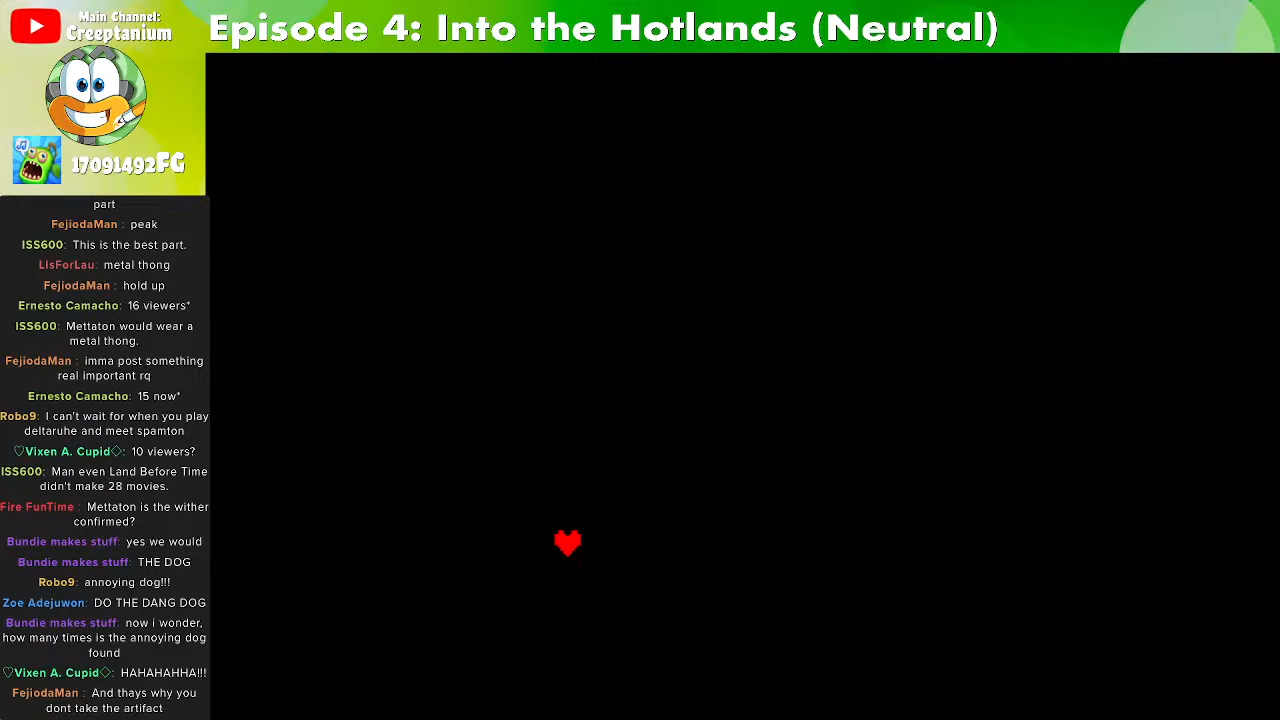 Main Channel:
Creeptanium
Episode 4: Into the Hotlands (Neutral)
17091492FG
part
FejiodaMan : peak
ISS600: This is the best part.
LIsForLau: metal thong
FejiodaMan : hold up
Ernesto Camacho: 16 viewers*
ISS600: Mettaton would wear a
metal thong.
FejiodaMan : imma post something
real important rq
Ernesto Camacho: 15 now*
Robo9: I can't wait for when you play
deltaruhe and meet spamton
♡Vixen A. Cupid◇: 10 viewers?
ISS600: Man even Land Before Time
didn't make 28 movies.
Fire FunTime : Mettaton is the wither
confirmed?
Bundie makes stuff: yes we would
Bundie makes stuff: THE DOG
Robo9: annoying dog!!!
Zoe Adejuwon: DO THE DANG DOG
Bundie makes stuff: now i wonder,
how many times is the annoying dog
found
♡Vixen A. Cupid◇: HAHAHAHHA!!!
FejiodaMan : And thays why you
dont take the artifact